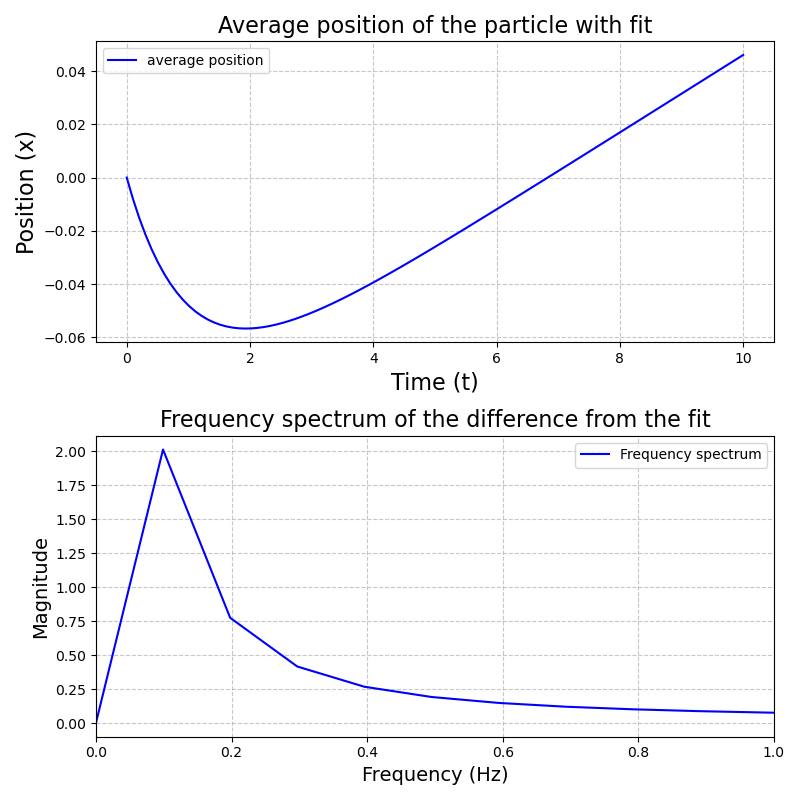 Average position of the particle with fit
average position
0.04
0.02
0.00
−0.02
−0.04
−0.06
Position (x)
0 2 4 6 8 10
Time (t)
Frequency spectrum of the difference from the fit
Frequency spectrum
2.00
1.75
1.50
1.25
1.00
0.75
0.50
0.25
0.00
Magnitude
0.0 0.2 0.4 0.6 0.8 1.0
Frequency (Hz)